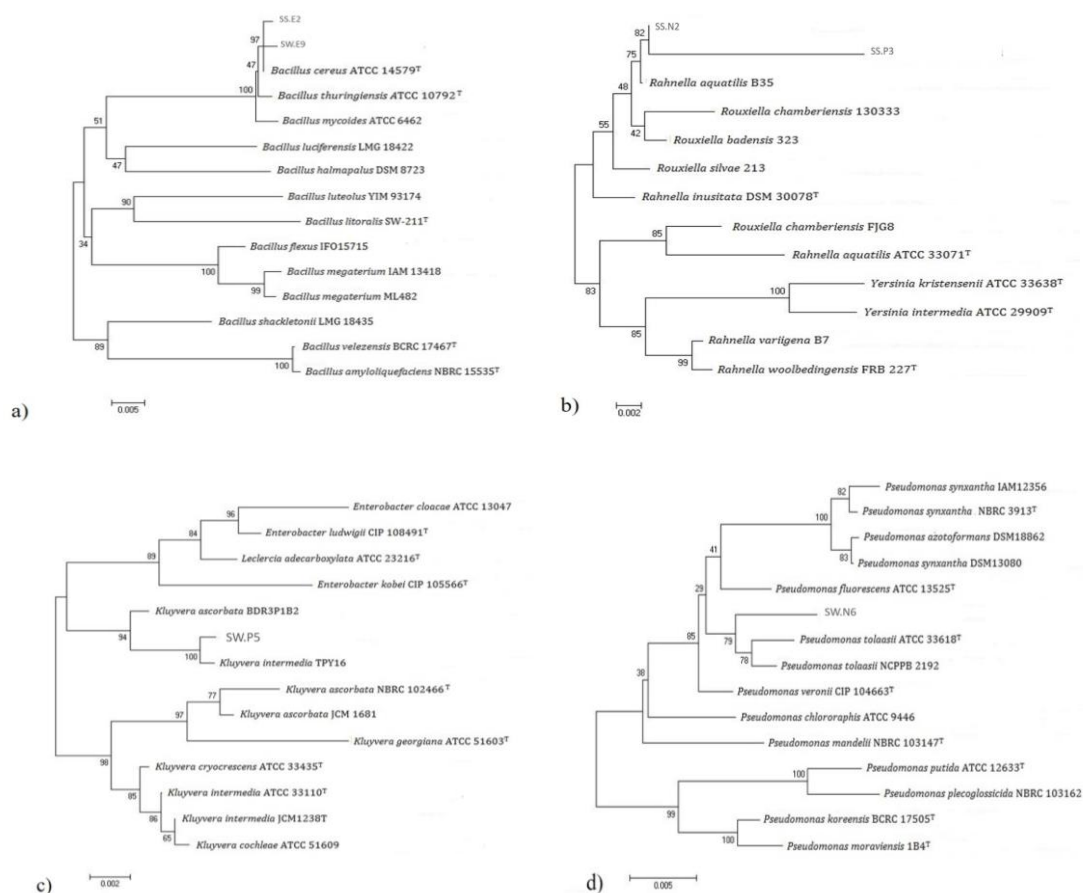 SS.E2
97
SW.E9
47
Bacillus cereus ATCC 14579T
Bacillus thuringiensis ATCC 10792T
100
Bacillus mycoides ATCC 6462
51
Bacillus luciferensis LMG 18422
47
Bacillus halmapalus DSM 8723
Bacillus luteolus YIM 93174
90
Bacillus litoralis SW-211T
34
Bacillus flexus IFO15715
100
Bacillus megaterium IAM 13418
99
Bacillus megaterium ML482
Bacillus shackletonii LMG 18435
89
Bacillus velezensis BCRC 17467T
100
Bacillus amyloliquefaciens NBRC 15535T
0.005
a)
SS.N2
82
SS.P3
75
Rahnella aquatilis B35
48
Rouxiella chamberiensis 130333
42
Rouxiella badensis 323
55
Rouxiella silvae 213
Rahnella inusitata DSM 30078T
Rouxiella chamberiensis FJG8
85
Rahnella aquatilis ATCC 33071T
83
Yersinia kristensenii ATCC 33638T
100
Yersinia intermedia ATCC 29909T
85
Rahnella variigena B7
99
Rahnella woolbedingensis FRB 227T
0.002
b)
Enterobacter cloacae ATCC 13047
96
Enterobacter ludwigii CIP 108491T
84
Leclercia adecarboxylata ATCC 23216T
89
Enterobacter kobei CIP 105566T
Kluyvera ascorbata BDR3P1B2
94
SW.P5
100
Kluyvera intermedia TPY16
Kluyvera ascorbata NBRC 102466T
77
Kluyvera ascorbata JCM 1681
97
Kluyvera georgiana ATCC 51603T
98
Kluyvera cryocrescens ATCC 33435T
85
Kluyvera intermedia ATCC 33110T
86
Kluyvera intermedia JCM1238T
65
Kluyvera cochleae ATCC 51609
0.002
c)
Pseudomonas synxantha IAM12356
82
Pseudomonas synxantha NBRC 3913T
100
Pseudomonas azotoformans DSM18862
83
Pseudomonas synxantha DSM13080
41
Pseudomonas fluorescens ATCC 13525T
29
SW.N6
79
Pseudomonas tolaasii ATCC 33618T
85
78
Pseudomonas tolaasii NCPPB 2192
38
Pseudomonas veronii CIP 104663T
Pseudomonas chlororaphis ATCC 9446
Pseudomonas mandelii NBRC 103147T
Pseudomonas putida ATCC 12633T
100
Pseudomonas plecoglossicida NBRC 103162
99
Pseudomonas koreensis BCRC 17505T
100
Pseudomonas moraviensis 1B4T
0.005
d)